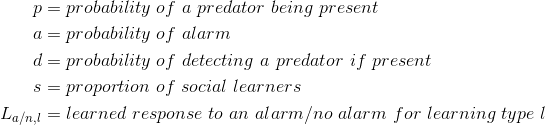 p = probability of a predator being present
a = probability of alarm
d = probability of detecting a predator if present
s = proportion of social learners
L_{a/n,l} = learned response to an alarm/no alarm for learning type l